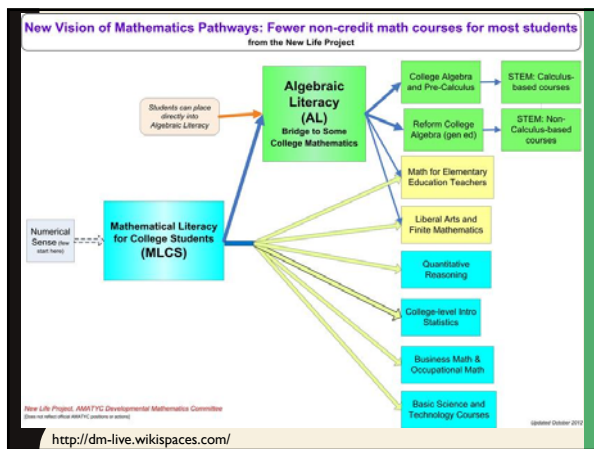 New Vision of Mathematics Pathways: Fewer non-credit math courses for most students
from the New Life Project
Students can place
directly into
Algebraic Literacy
Algebraic
Literacy
(AL)
Bridge to Some
College Mathematics
College Algebra
and Pre-Calculus
STEM: Calculus-
based courses
Reform College
Algebra (gen ed)
STEM: Non-
Calculus-based
courses
Math for Elementary
Education Teachers
Liberal Arts and
Finite Mathematics
Numerical
Sense (few
start here)
Mathematical Literacy
for College Students
(MLCS)
Quantitative
Reasoning
College-level Intro
Statistics
Business Math &
Occupational Math
Basic Science and
Technology Courses
New Life Project, AMATYC Developmental Mathematics Committee
(Does not reflect official AMATYC positions or actions)
Updated October 2012
http://dm-live.wikispaces.com/